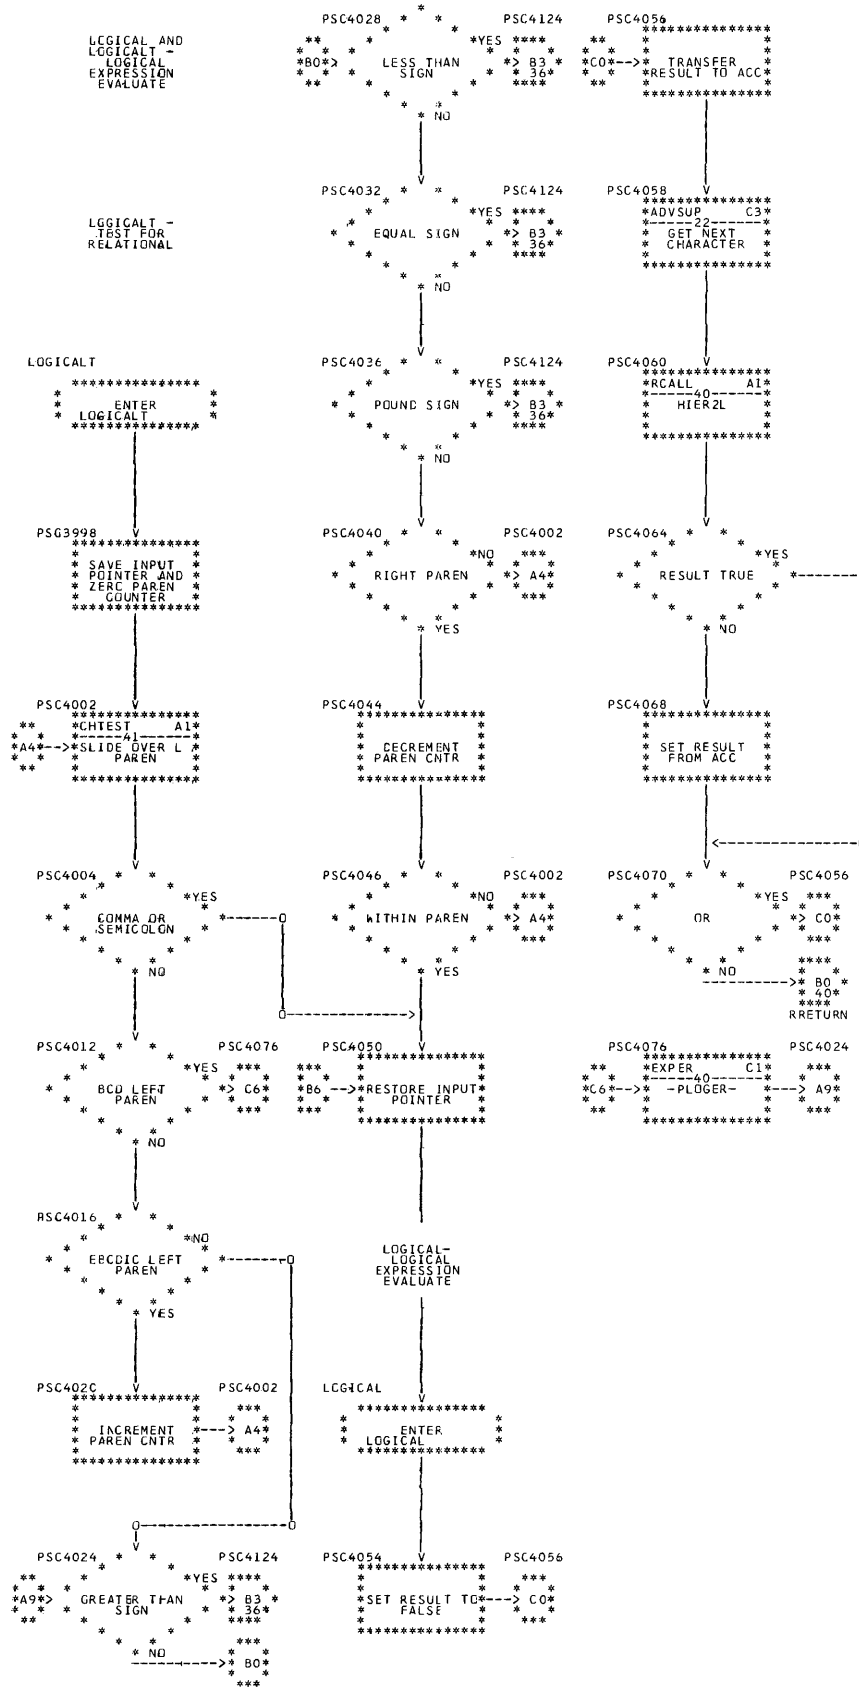 LCGICAL AND
LOGICALT -
LOGICAL
EXPRESSION
EVALUATE
LGGICALT -
TEST FOR
RELATIONAL
LOGICALT
ENTER
LOGICALT
PSG3998
SAVE INPUT
POINTER AND
ZERC PAREN
COUNTER
PSC4002
A4
CHTEST A1
41
SLIDE OVER L
PAREN
PSC4004
COMMA OR
SEMICOLON
YES
NO
PSC4012
BCD LEFT
PAREN
YES
PSC4076
C6
NO
ASC4016
EBCDIC LEFT
PAREN
NO
YES
PSC402C
INCREMENT
PAREN CNTR
PSC4002
A4
PSC4024
A9
GREATER THAN
SIGN
YES
PSC4124
B3
36
NO
B0
PSC4028
B0
LESS THAN
SIGN
YES
PSC4124
B3
36
NO
PSC4032
EQUAL SIGN
YES
PSC4124
B3
36
NO
PSC4036
POUND SIGN
YES
PSC4124
B3
36
NO
PSC4040
RIGHT PAREN
NO
PSC4002
A4
YES
PSC4044
DECREMENT
PAREN CNTR
PSC4046
WITHIN PAREN
NO
PSC4002
A4
YES
PSC4050
B6
RESTORE INPUT
POINTER
LOGICAL-
LOGICAL
EXPRESSION
EVALUATE
LCGICAL
ENTER
LOGICAL
PSC4054
SET RESULT TO
FALSE
PSC4056
C0
PSC4056
C0
TRANSFER
RESULT TO ACC
PSC4058
ADVSUP C3
22
GET NEXT
CHARACTER
PSC4060
RCALL A1
40
HIER2L
PSC4064
RESULT TRUE
YES
NO
PSC4068
SET RESULT
FROM ACC
PSC4070
OR
YES
PSC4056
C0
NO
B0
40
RRETURN
PSC4076
C6
EXPER C1
40
-PLOGER-
PSC4024
A9